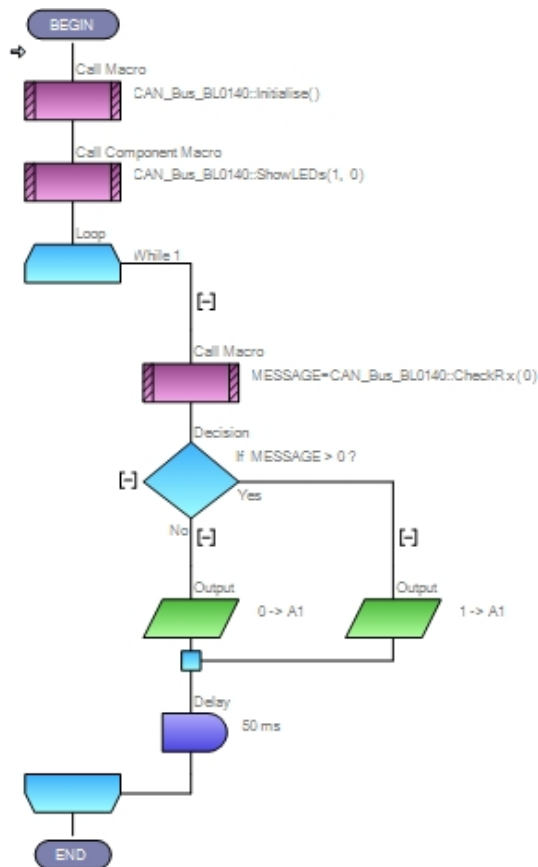 BEGIN
Call Macro
CAN_Bus_BL0140::Initialise()
Call Component Macro
CAN_Bus_BL0140::ShowLEDs(1, 0)
Loop
While 1
[-]
Call Macro
MESSAGE=CAN_Bus_BL0140::CheckRx(0)
Decision
If MESSAGE > 0 ?
[-]
Yes
No
[-]
[-]
Output
0 -> A1
Output
1 -> A1
Delay
50 ms
END